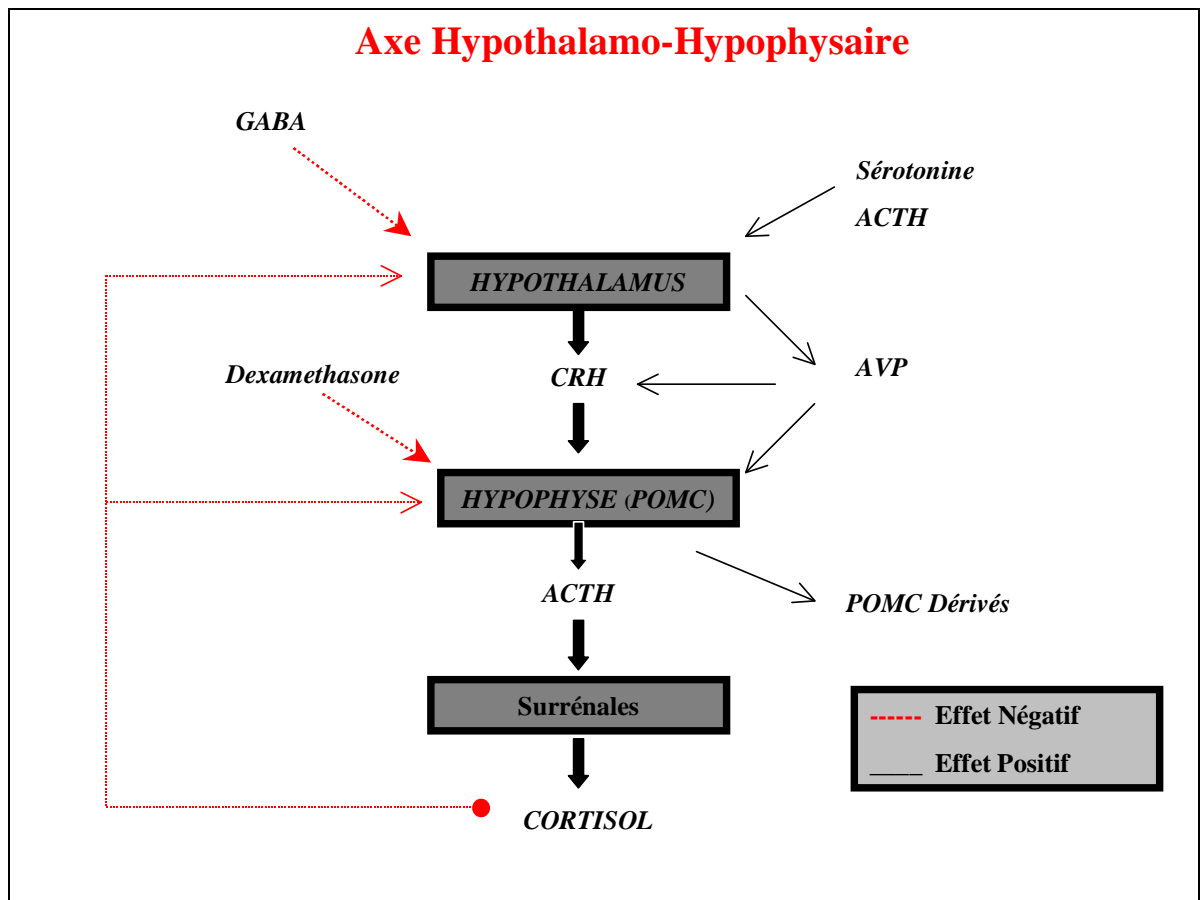 Axe Hypothalamo-Hypophysaire
GABA
Sérotonine
ACTH
HYPOTHALAMUS
Dexamethasone
CRH
AVP
HYPOPHYSE (POMC)
ACTH
POMC Dérivés
Surrénales
------ Effet Négatif
____ Effet Positif
CORTISOL